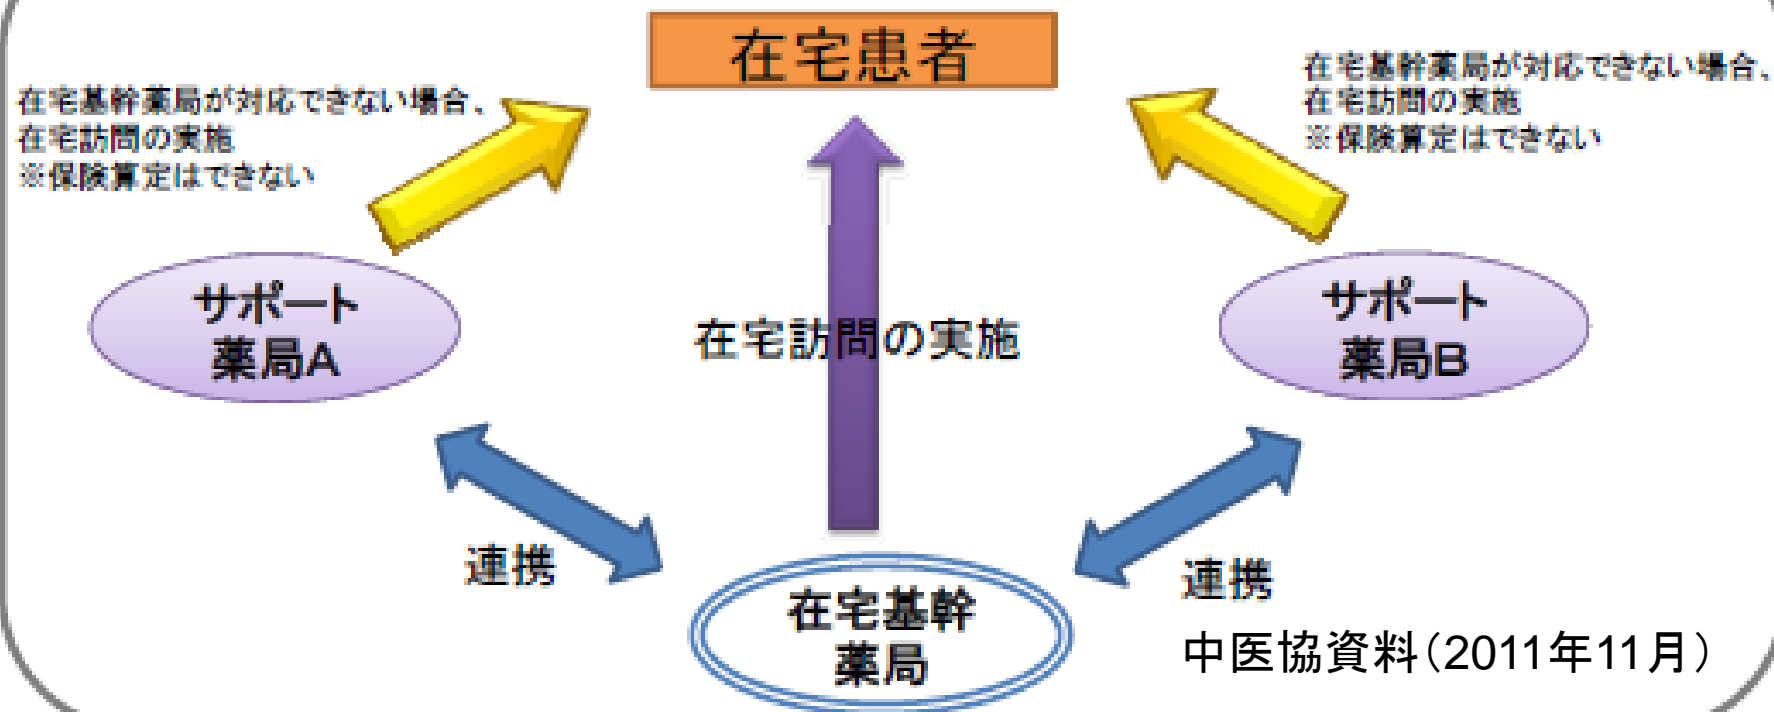 在宅患者
在宅基幹薬局が対応できない場合、
在宅訪問の実施
※保険算定はできない
在宅基幹薬局が対応できない場合、
在宅訪問の実施
※保険算定はできない
サポート
薬局A
在宅訪問の実施
サポート
薬局B
連携
連携
在宅基幹
薬局
中医協資料（2011年11月）